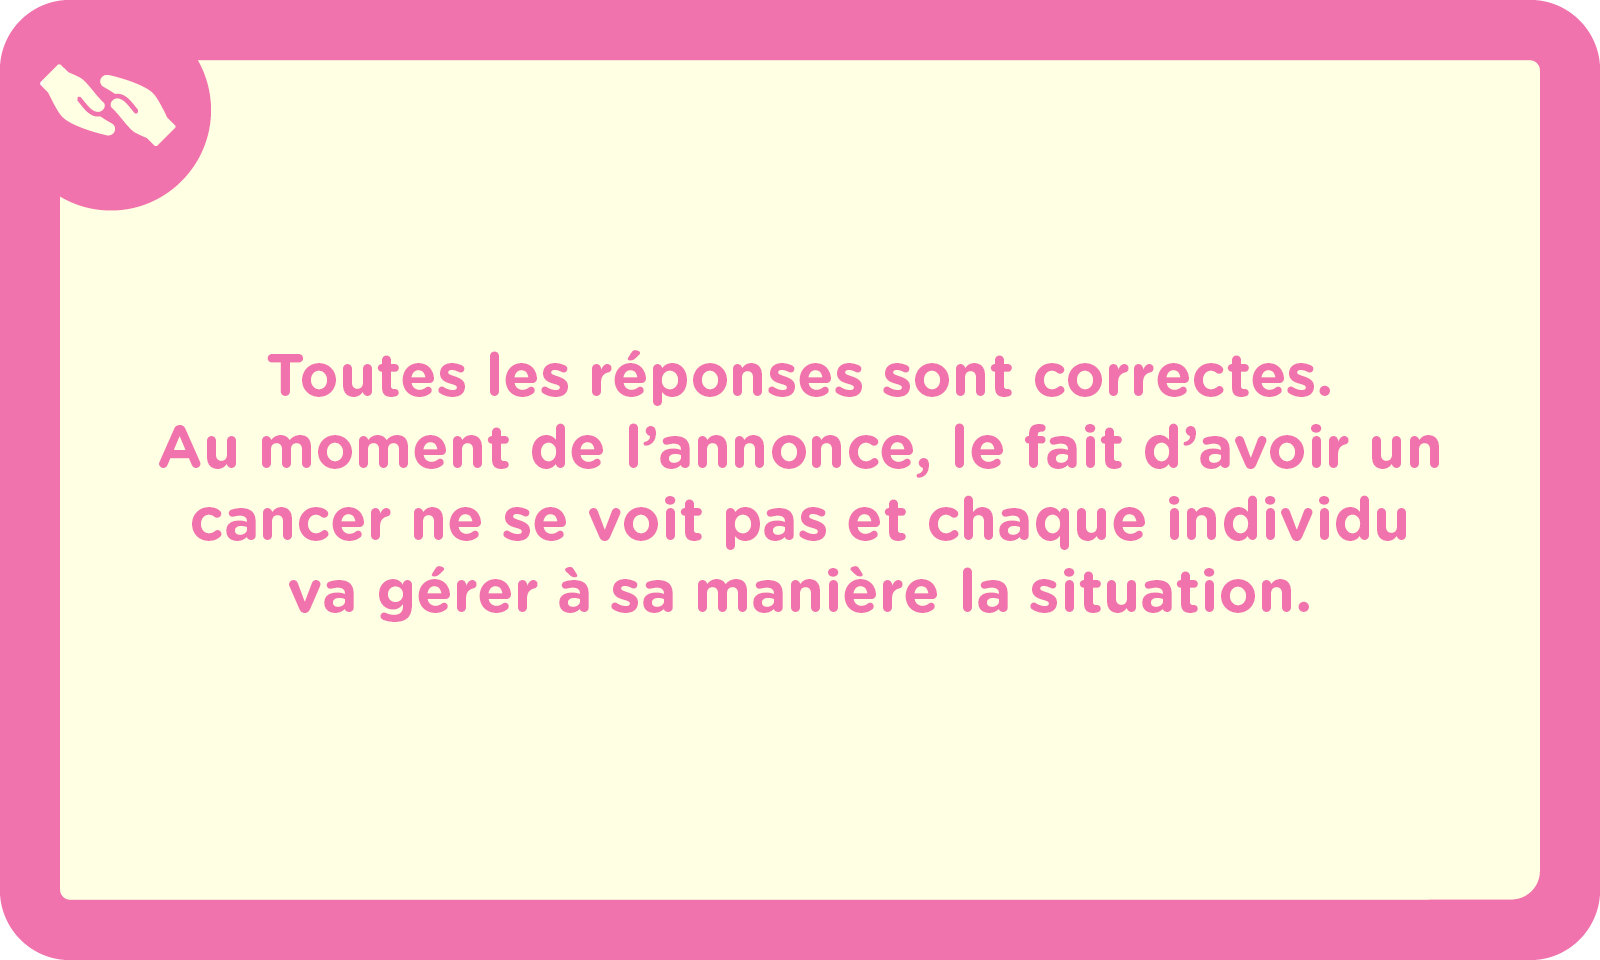 Toutes les réponses sont correctes.
Au moment de l’annonce, le fait d’avoir un
cancer ne se voit pas et chaque individu
va gérer à sa manière la situation.